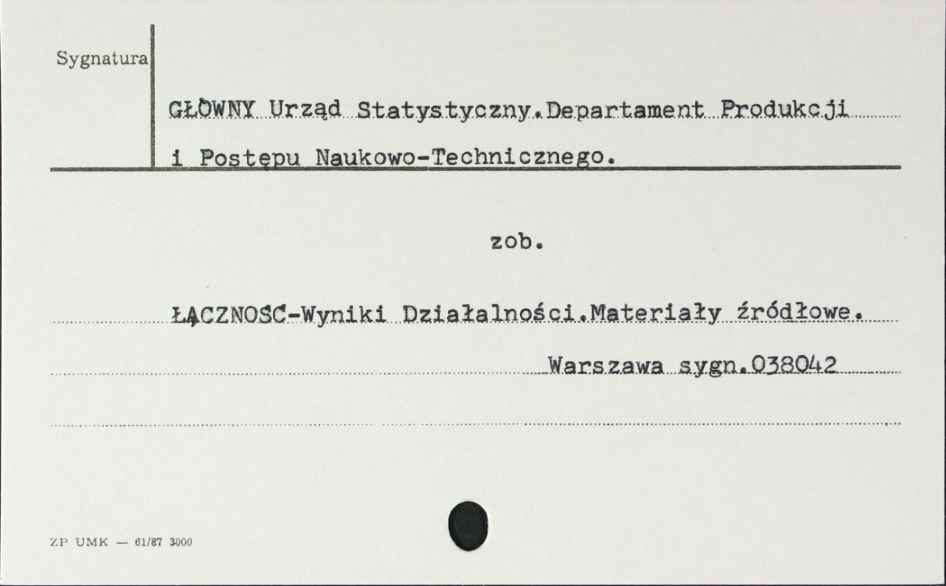 Sygnatura
GŁÓWNY Urząd Statystyczny.Departament Produkcji
i Postępu Naukowo-Technicznego.
zob.
ŁĄCZNOŚĆ-Wyniki Działalności.Materiały źródłowe.
Warszawa sygn.038042
ZP UMK — 61/87 3000